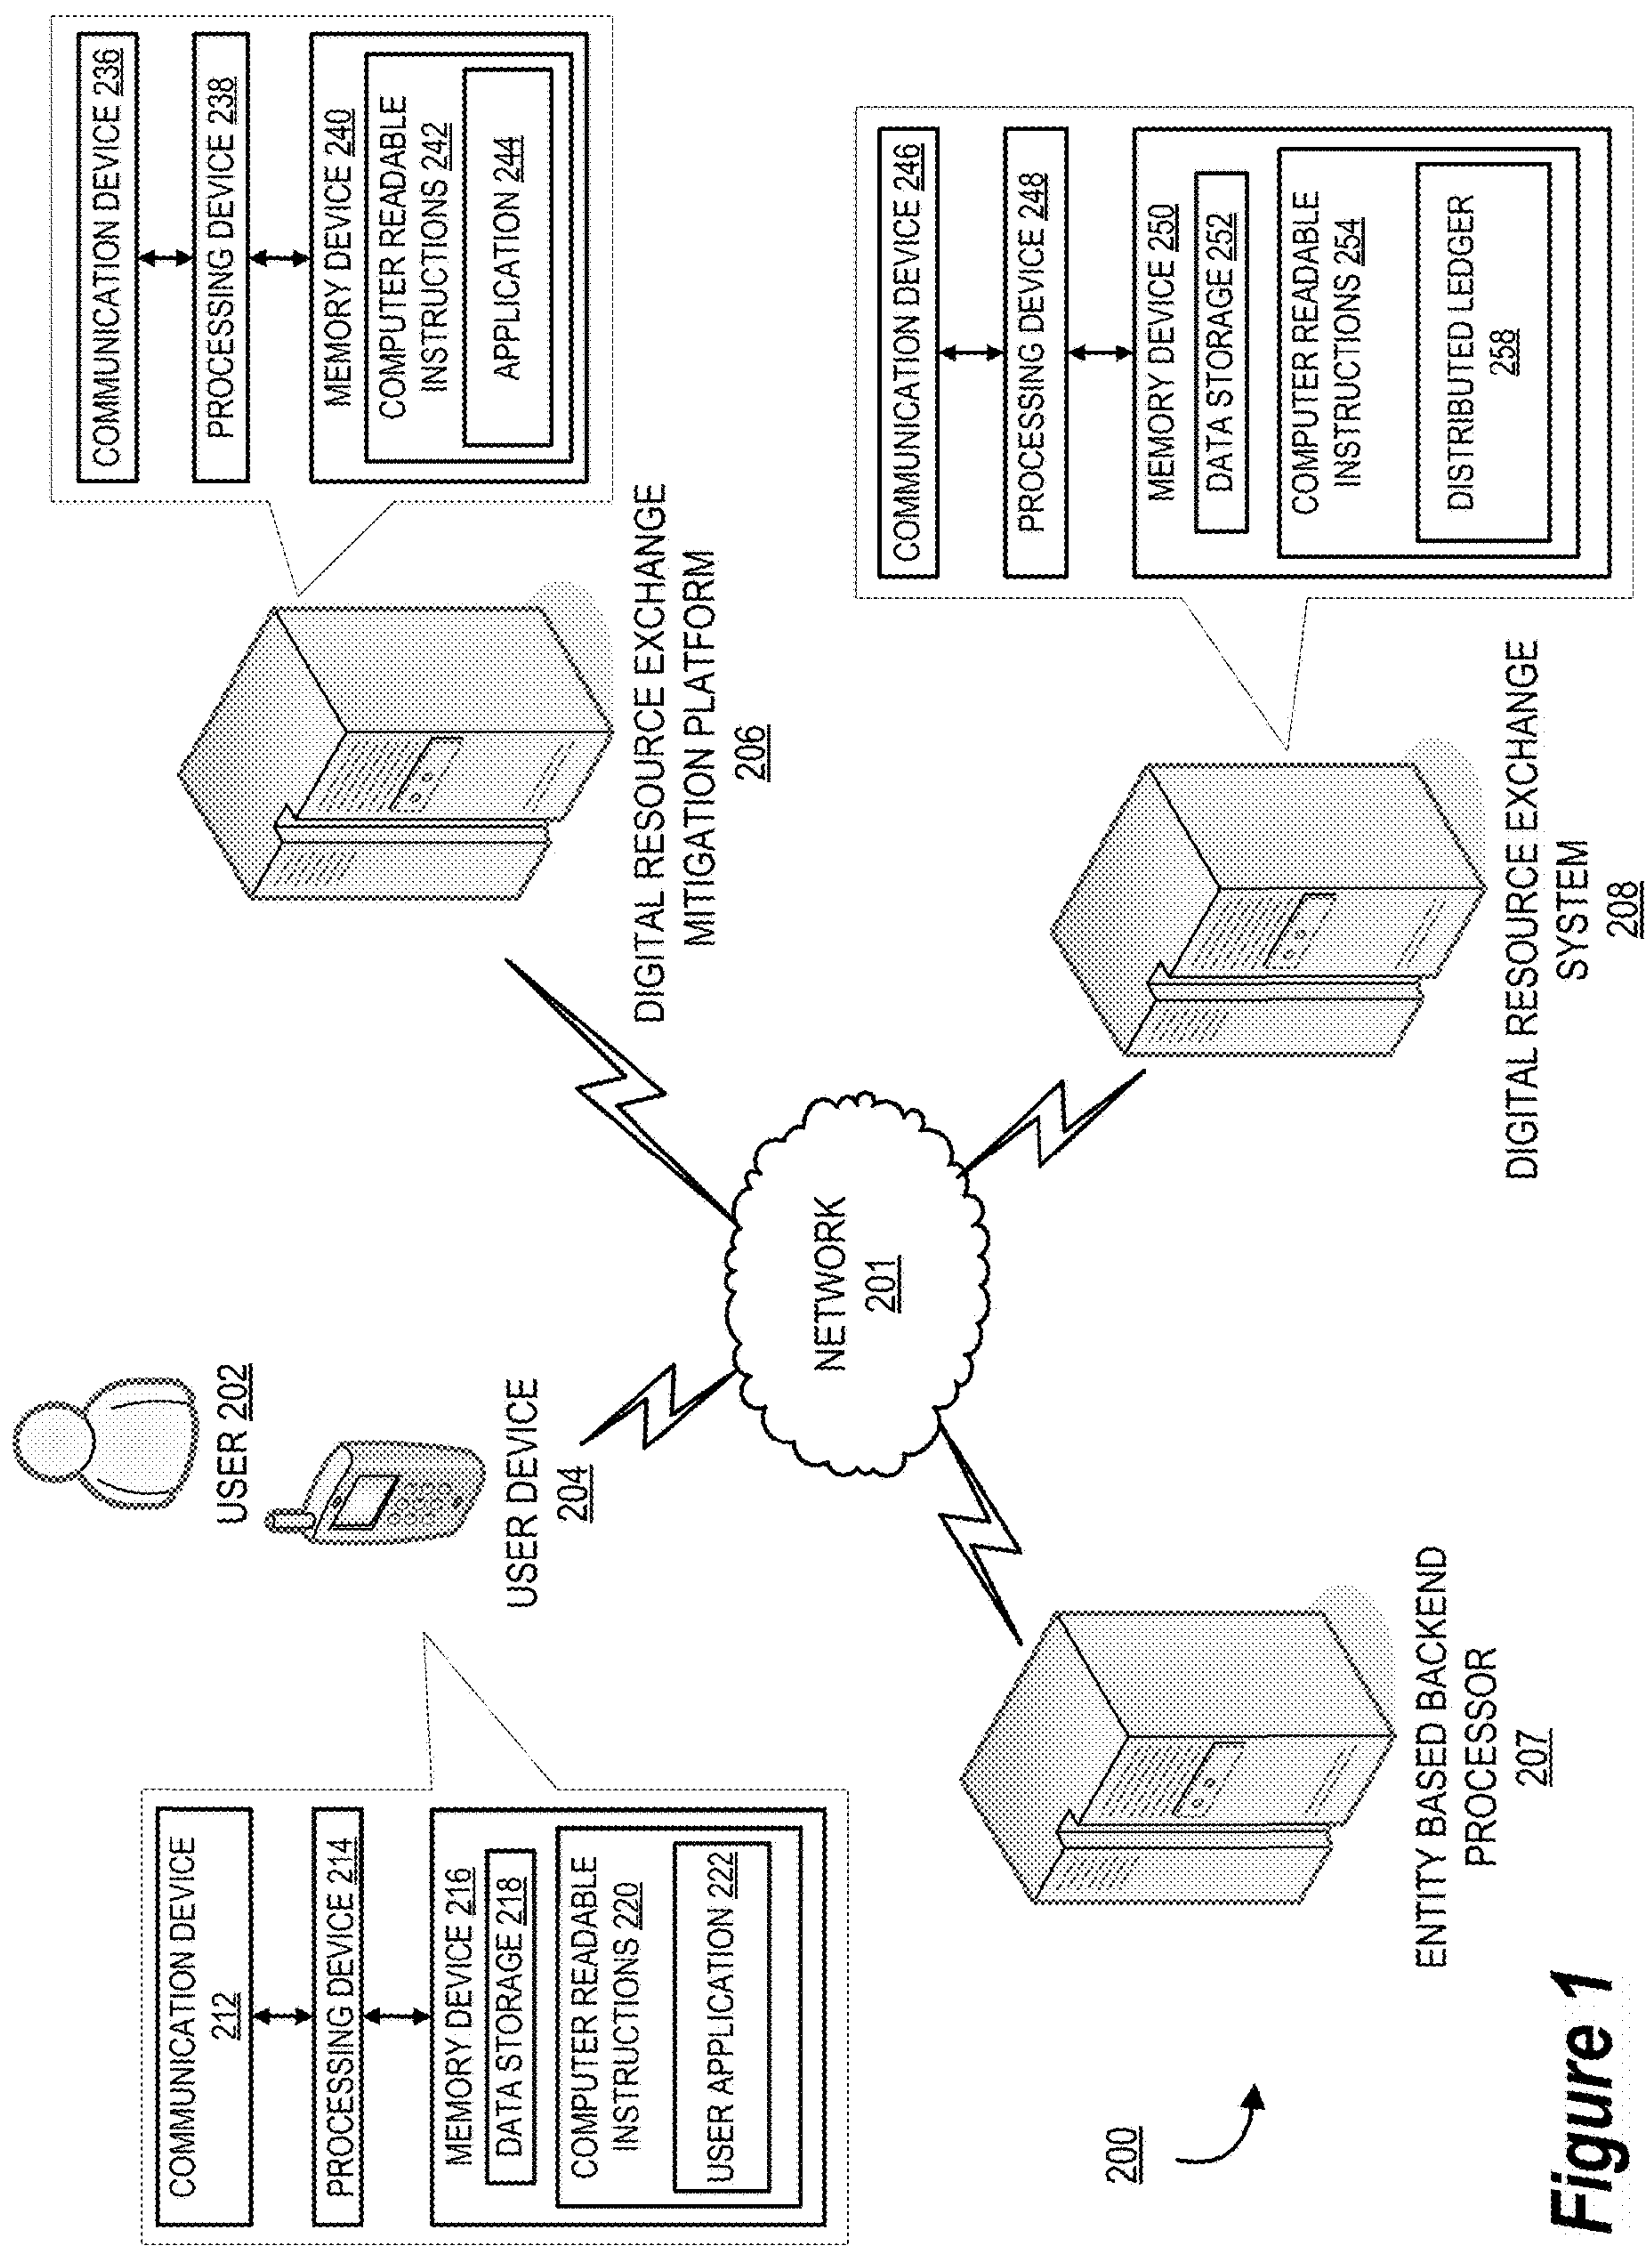 COMMUNICATION DEVICE
212
PROCESSING DEVICE 214
MEMORY DEVICE 216
DATA STORAGE 218
COMPUTER READABLE
INSTRUCTIONS 220
USER APPLICATION 222
USER 202
USER DEVICE
204
COMMUNICATION DEVICE 236
PROCESSING DEVICE 238
MEMORY DEVICE 240
COMPUTER READABLE
INSTRUCTIONS 242
APPLICATION 244
DIGITAL RESOURCE EXCHANGE
MITIGATION PLATFORM
206
NETWORK
201
COMMUNICATION DEVICE 246
PROCESSING DEVICE 248
MEMORY DEVICE 250
DATA STORAGE 252
COMPUTER READABLE
INSTRUCTIONS 254
DISTRIBUTED LEDGER
258
DIGITAL RESOURCE EXCHANGE
SYSTEM
208
ENTITY BASED BACKEND
PROCESSOR
207
200
Figure 1